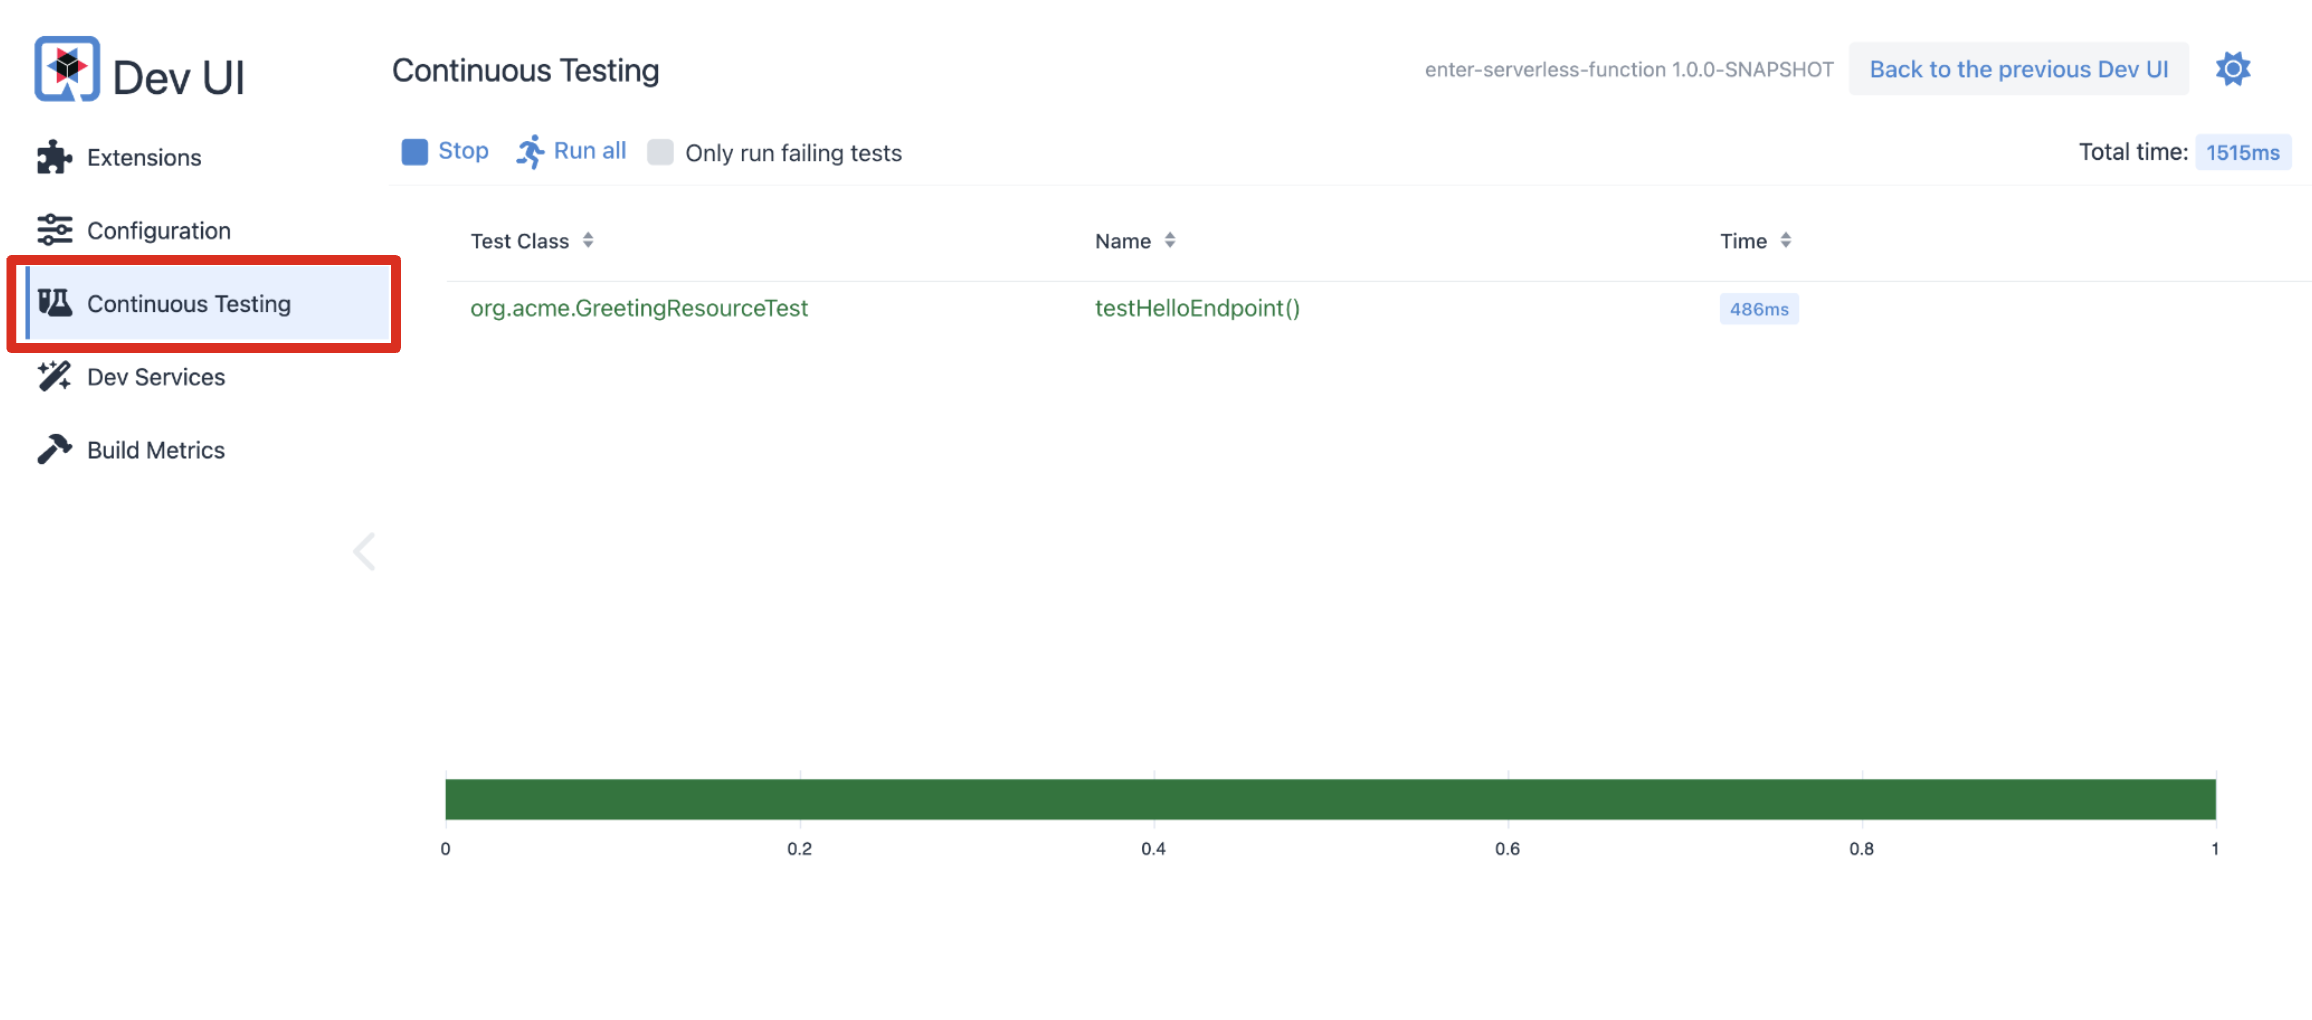 Dev UI
Continuous Testing
enter-serverless-function 1.0.0-SNAPSHOT
Back to the previous Dev UI
Extensions
Configuration
Continuous Testing
Dev Services
Build Metrics
Stop
Run all
Only run failing tests
Total time: 1515ms
Test Class
Name
Time
org.acme.GreetingResourceTest
testHelloEndpoint()
486ms
0
0.2
0.4
0.6
0.8
1